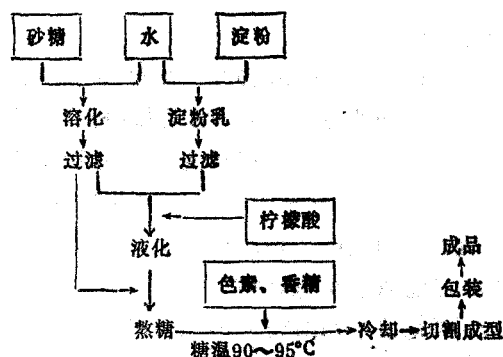 砂糖 水 淀粉
溶化 淀粉乳
过滤 过滤
柠檬酸
液化
成品
色素、香精
包装
熬糖 冷却 切割成型
糖温90～95℃